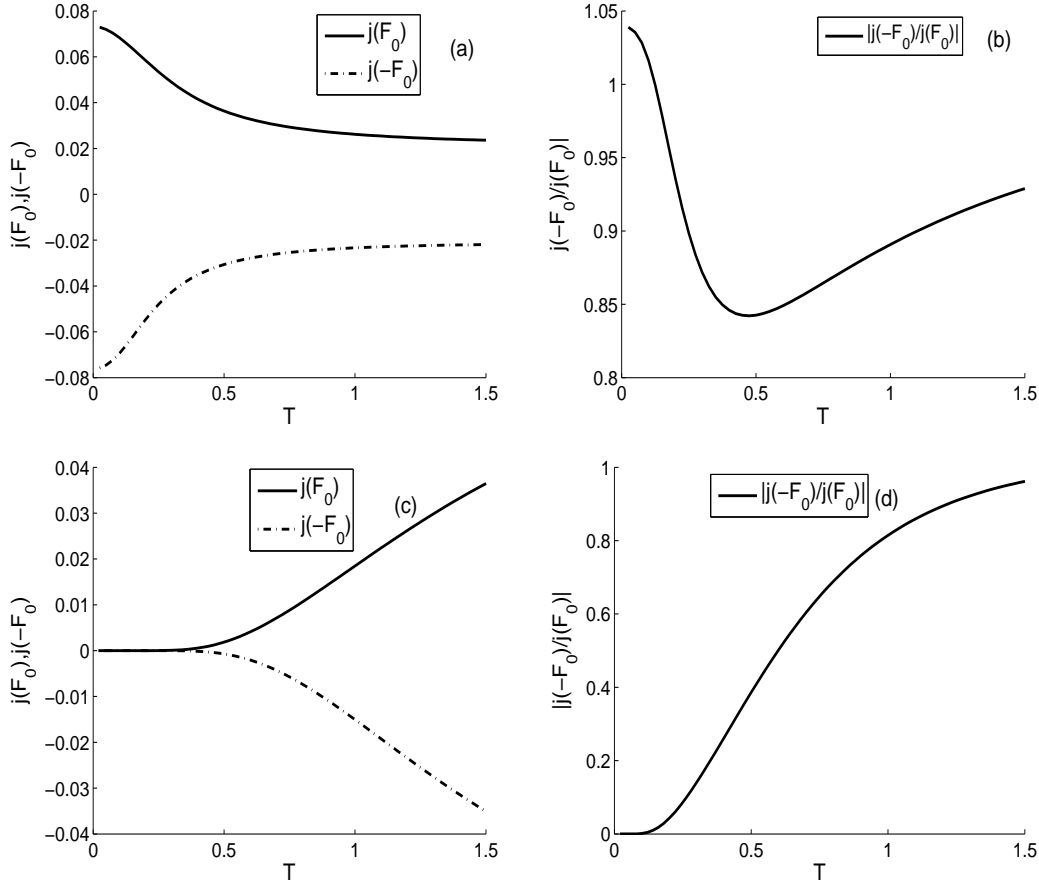 0.08
0.06
0.04
0.02
0
−0.02
−0.04
−0.06
−0.08
j(F0),j(−F0)
0 0.5 1 1.5
T
j(F0)
j(−F0)
(a)
1.05
1
0.95
0.9
0.85
0.8
j(−F0)/j(F0)|
0 0.5 1 1.5
T
|j(−F0)/j(F0)|
(b)
0.04
0.03
0.02
0.01
0
−0.01
−0.02
−0.03
−0.04
j(F0),j(−F0)
0 0.5 1 1.5
T
j(F0)
j(−F0)
(c)
1
0.8
0.6
0.4
0.2
0
|j(−F0)/j(F0)|
0 0.5 1 1.5
T
|j(−F0)/j(F0)|
(d)